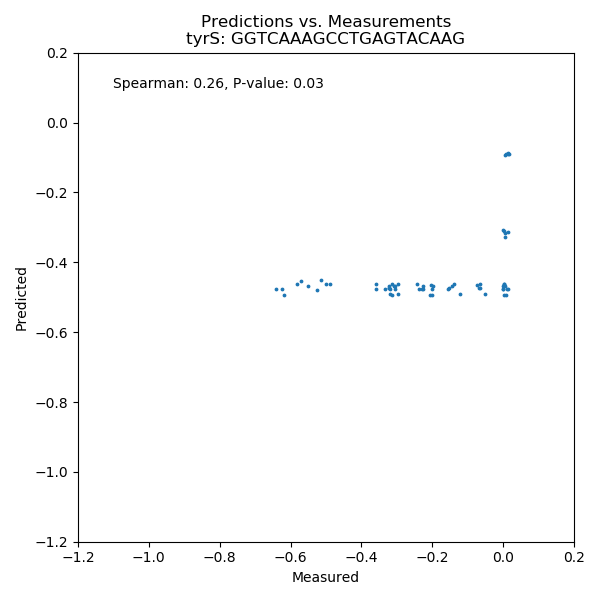 Predictions vs. Measurements
tyrS: GGTCAAAGCCTGAGTACAAG
Spearman: 0.26, P-value: 0.03
0.2
0.0
−0.2
−0.4
−0.6
−0.8
−1.0
−1.2
Predicted
−1.2 −1.0 −0.8 −0.6 −0.4 −0.2 0.0 0.2
Measured